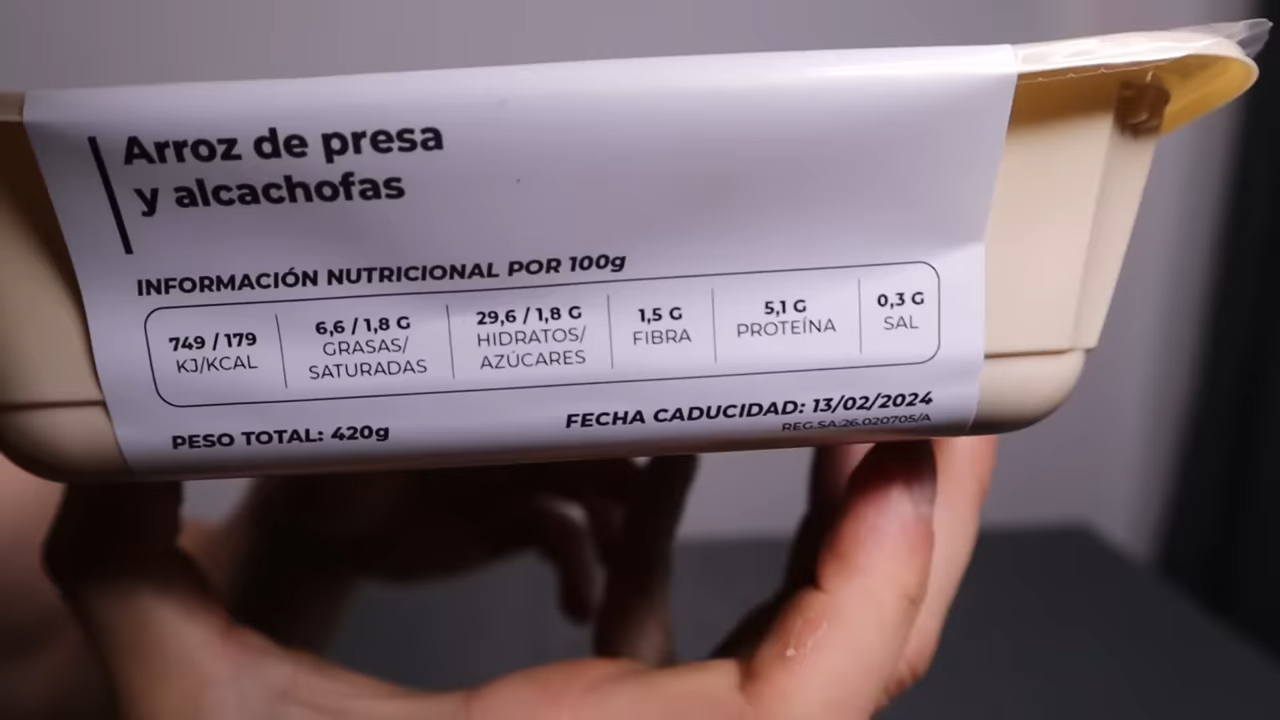 Arroz de presa
y alcachofas
INFORMACIÓN NUTRICIONAL POR 100g
749 / 179
KJ/KCAL
6,6 / 1,8 G
GRASAS/
SATURADAS
29,6 / 1,8 G
HIDRATOS/
AZÚCARES
1,5 G
FIBRA
5,1 G
PROTEÍNA
0,3 G
SAL
PESO TOTAL: 420g
FECHA CADUCIDAD: 13/02/2024
REG.SA:26.020705/A